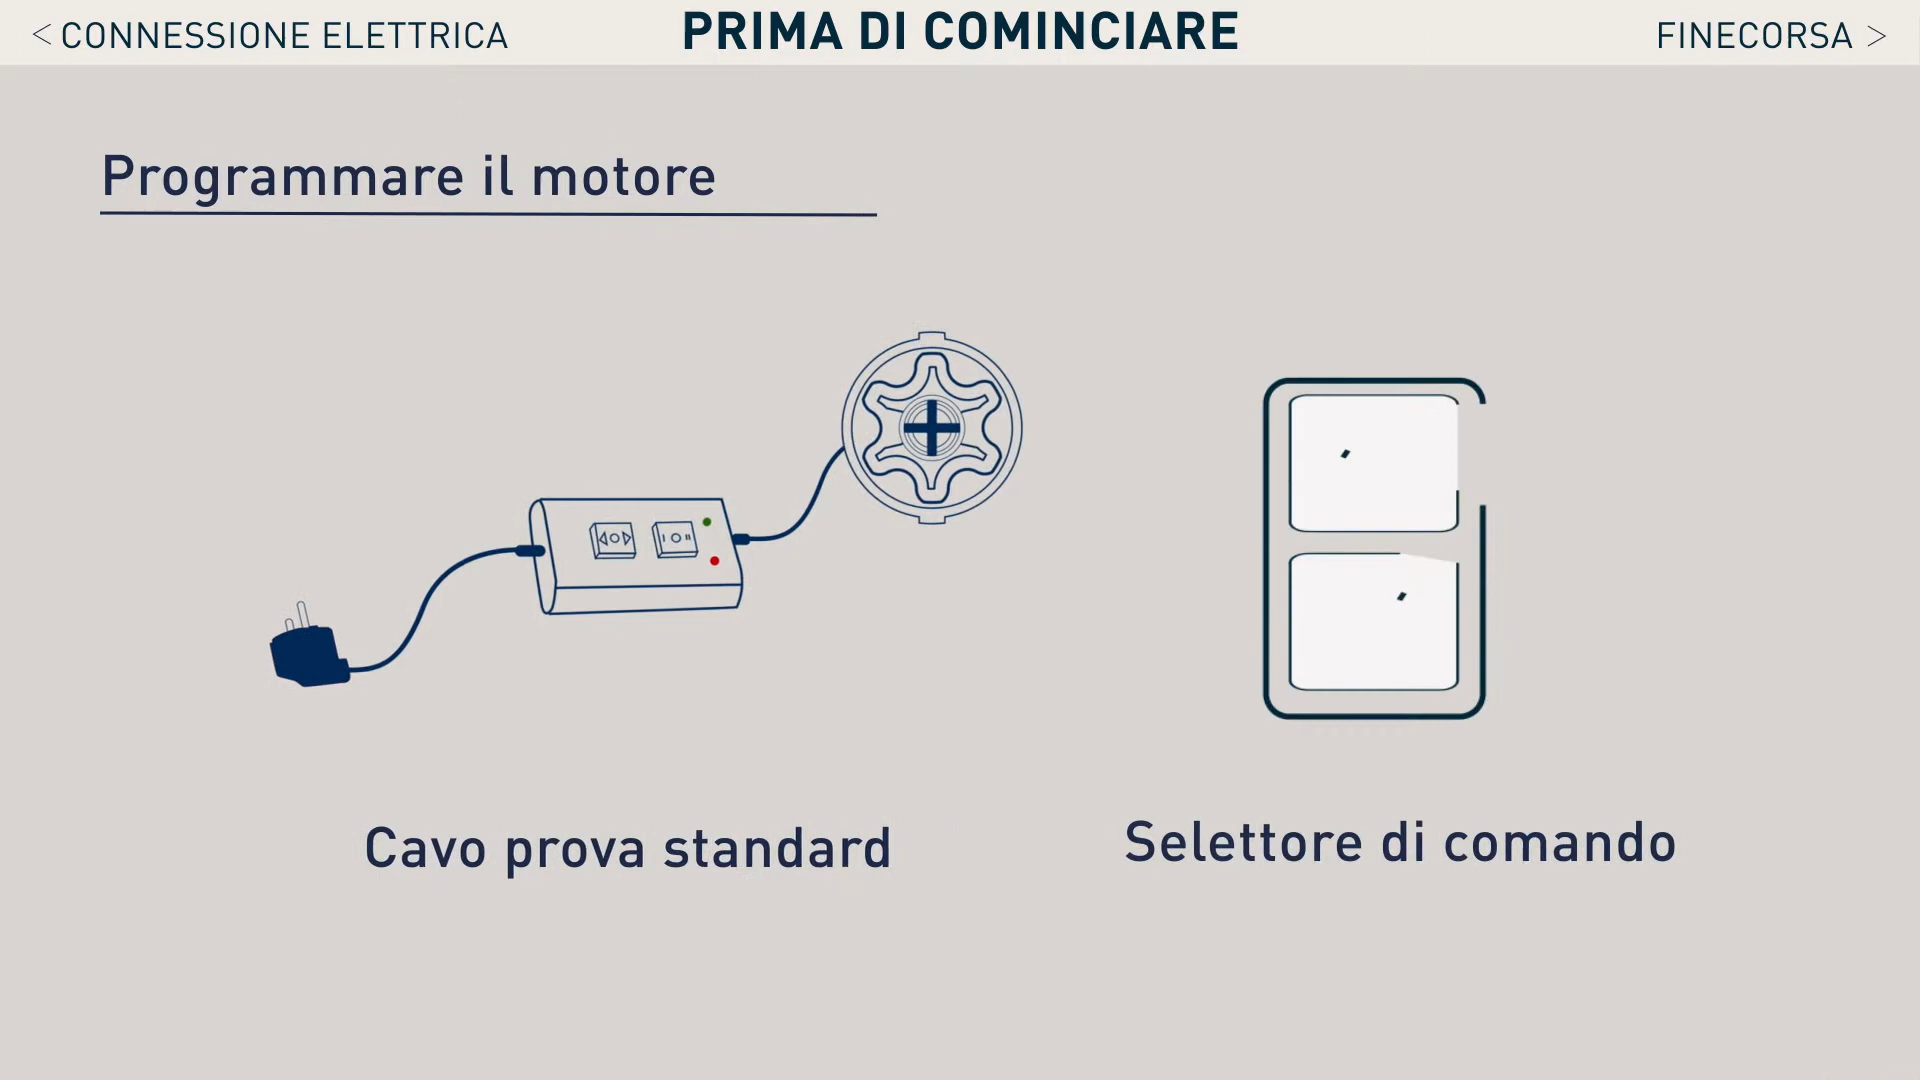 < CONNESSIONE ELETTRICA
PRIMA DI COMINCIARE
FINECORSA >
Programmare il motore
Cavo prova standard
Selettore di comando